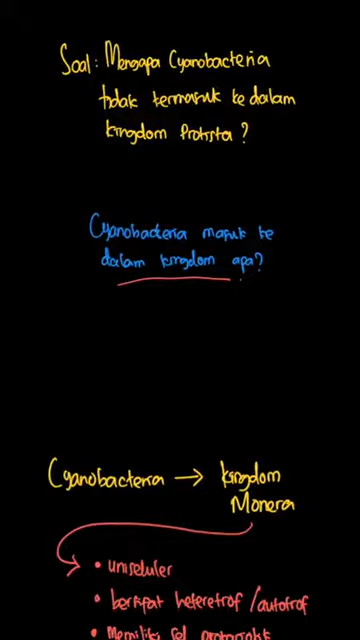 Soal: Mengapa Cyanobacteria
tidak termasuk ke dalam
kingdom Protista?
Cyanobacteria masuk ke
dalam kingdom apa?
Cyanobacteria → kingdom
Monera
• uniseluler
• bersifat heterotrof/autotrof
• Memiliki sel prokariotik